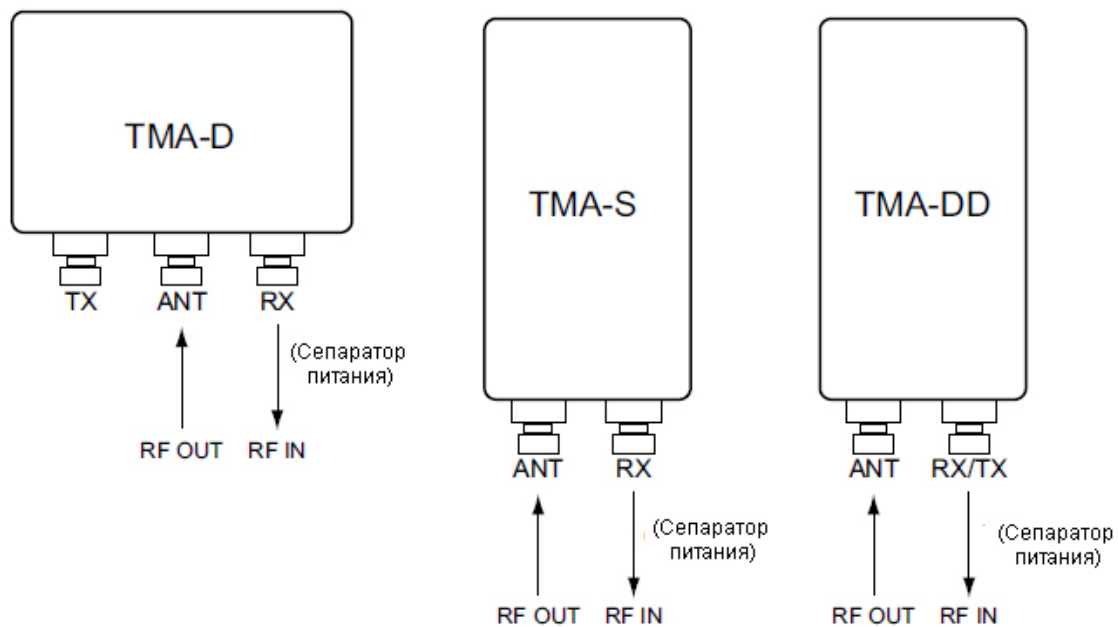 TMA-D
TX ANT RX
(Сепаратор
питания)
RF OUT RF IN
TMA-S
ANT RX
(Сепаратор
питания)
RF OUT RF IN
TMA-DD
ANT RX/TX
(Сепаратор
питания)
RF OUT RF IN